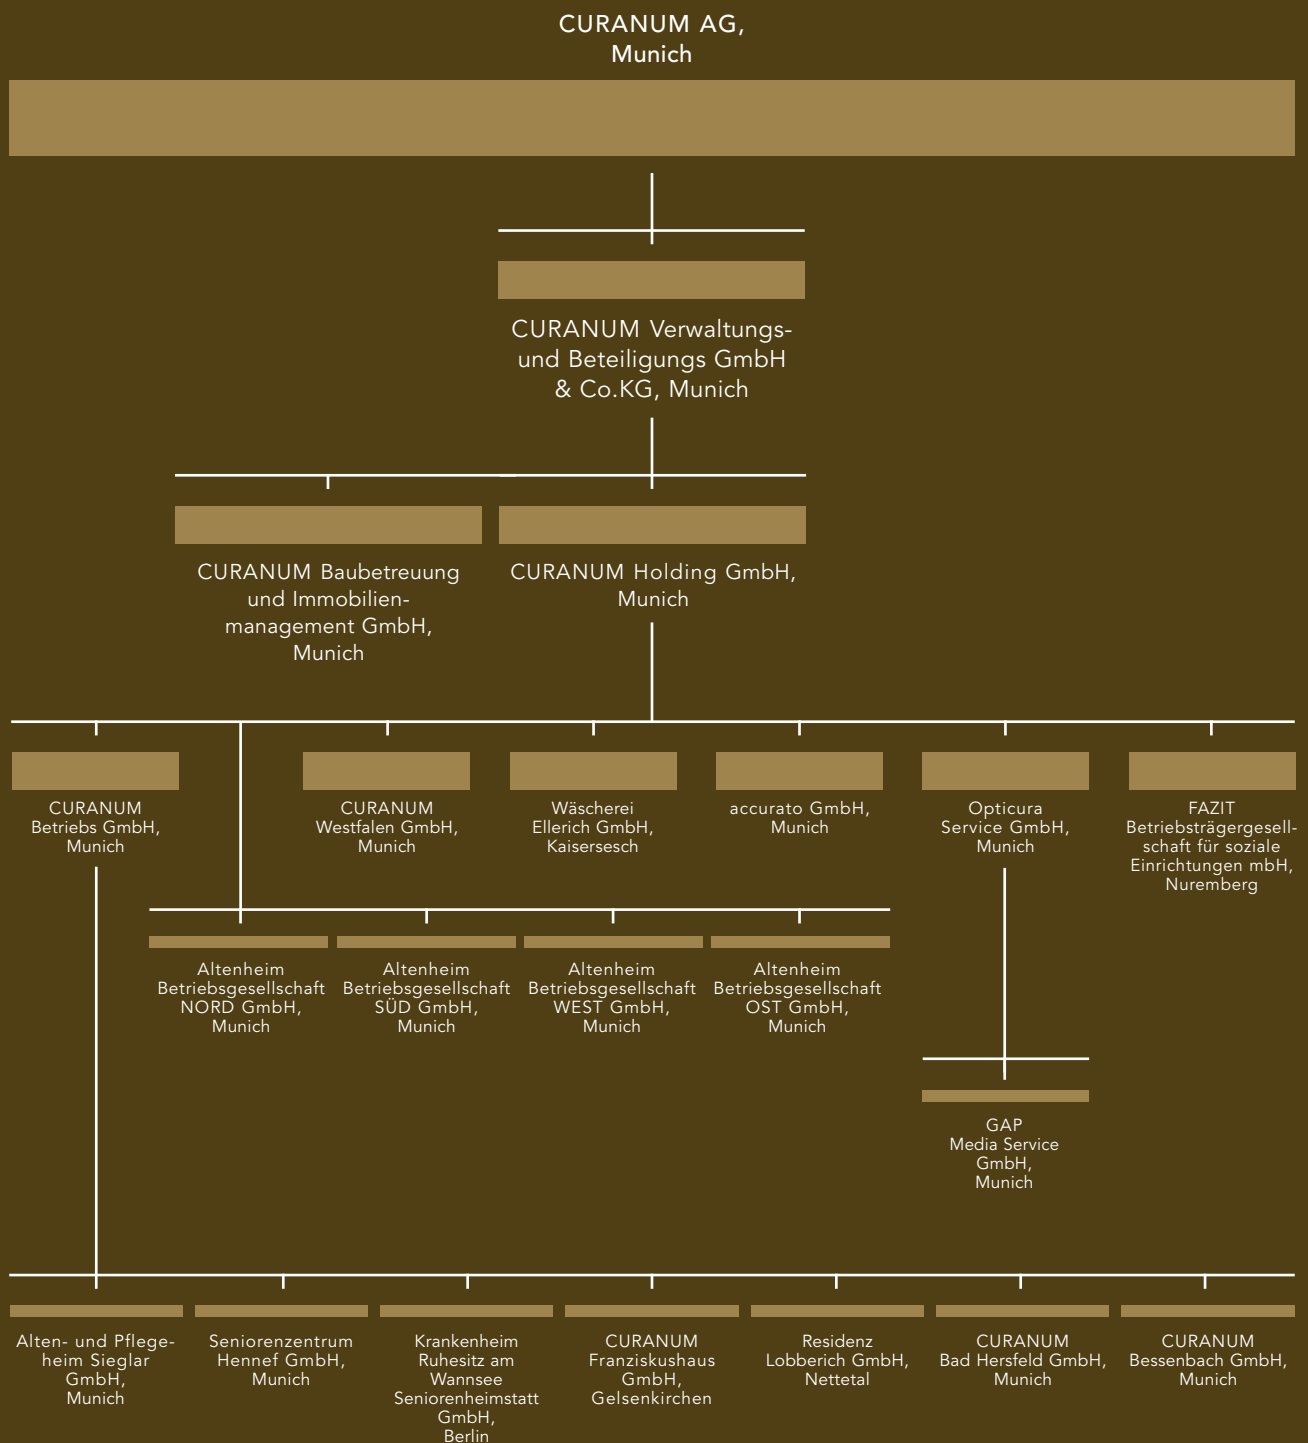 CURANUM AG,
Munich
CURANUM Verwaltungs-
und Beteiligungs GmbH
& Co.KG, Munich
CURANUM Baubetreuung
und Immobilien-
management GmbH,
Munich
CURANUM Holding GmbH,
Munich
CURANUM
Betriebs GmbH,
Munich
CURANUM
Westfalen GmbH,
Munich
Wäscherei
Ellerich GmbH,
Kaisersesch
accurato GmbH,
Munich
Opticura
Service GmbH,
Munich
FAZIT
Betriebsträgergesell-
schaft für soziale
Einrichtungen mbH,
Nuremberg
Altenheim
Betriebsgesellschaft
NORD GmbH,
Munich
Altenheim
Betriebsgesellschaft
SÜD GmbH,
Munich
Altenheim
Betriebsgesellschaft
WEST GmbH,
Munich
Altenheim
Betriebsgesellschaft
OST GmbH,
Munich
GAP
Media Service
GmbH,
Munich
Alten- und Pflege-
heim Sieglar
GmbH,
Munich
Seniorenzentrum
Hennef GmbH,
Munich
Krankenheim
Ruhesitz am
Wannsee
Seniorenheimstatt
GmbH,
Berlin
CURANUM
Franziskushaus
GmbH,
Gelsenkirchen
Residenz
Lobberich GmbH,
Nettetal
CURANUM
Bad Hersfeld GmbH,
Munich
CURANUM
Bessenbach GmbH,
Munich